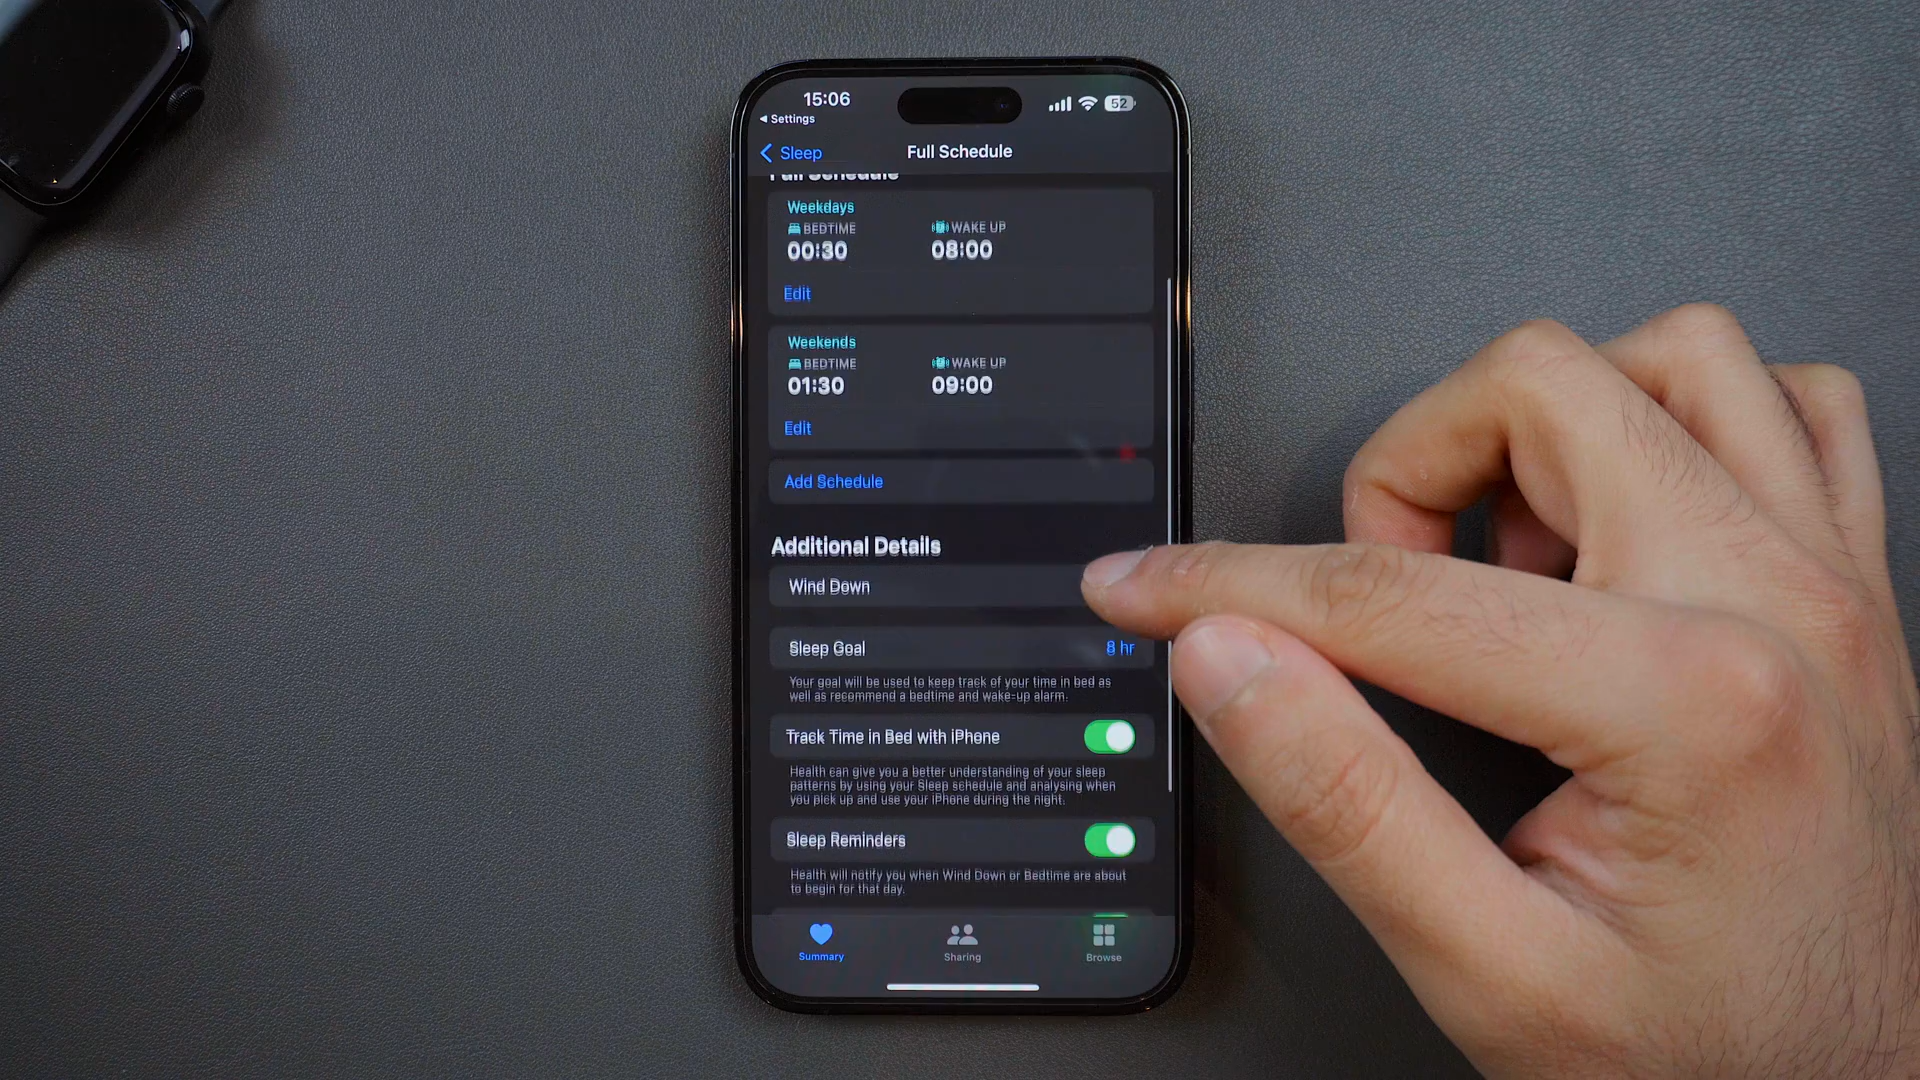 15:06
52
Settings
Sleep
Full Schedule
Full Schedule
Weekdays
BEDTIME
WAKE UP
00:30
08:00
Edit
Weekends
BEDTIME
WAKE UP
01:30
09:00
Edit
Add Schedule
Additional Details
Wind Down
Sleep Goal
8 hr
Your goal will be used to keep track of your time in bed as
well as recommend a bedtime and wake-up alarm.
Track Time in Bed with iPhone
Health can give you a better understanding of your sleep
patterns by using your Sleep schedule and analysing when
you pick up and use your iPhone during the night.
Sleep Reminders
Health will notify you when Wind Down or Bedtime are about
to begin for that day.
Summary
Sharing
Browse